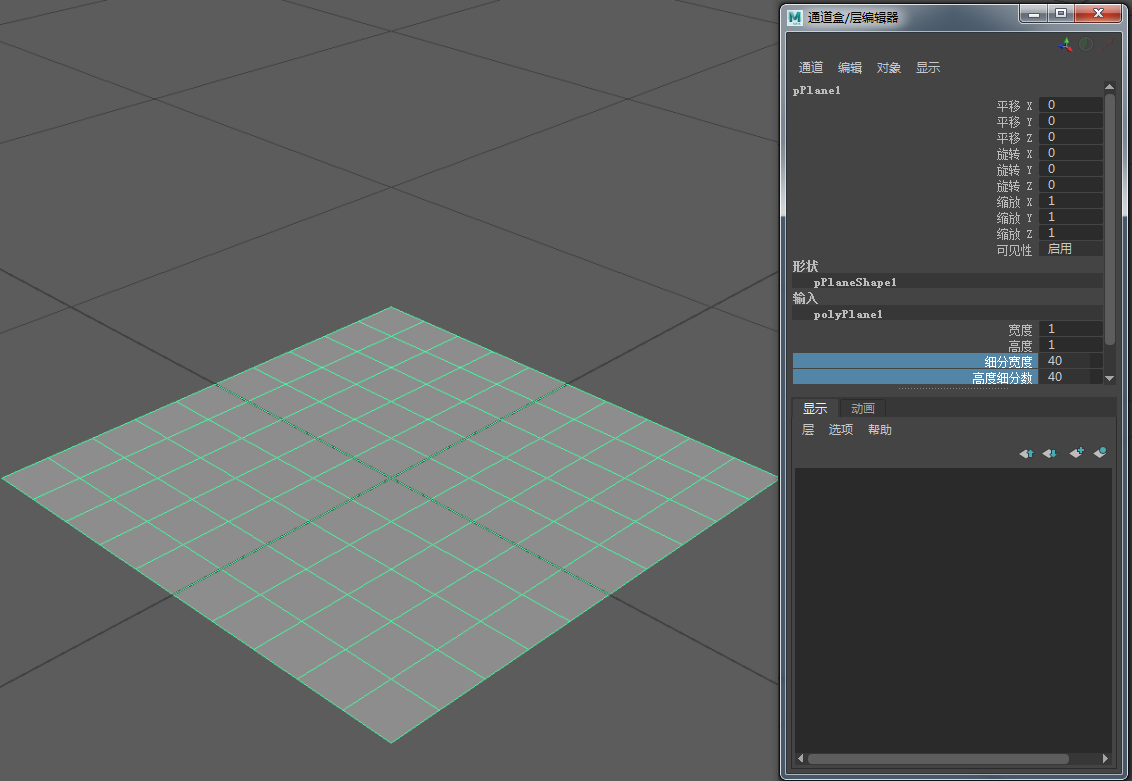 通道盒/层编辑器
通道 编辑 对象 显示
pPlane1
平移 X 0
平移 Y 0
平移 Z 0
旋转 X 0
旋转 Y 0
旋转 Z 0
缩放 X 1
缩放 Y 1
缩放 Z 1
可见性 启用
形状
pPlaneShape1
输入
polyPlane1
宽度 1
高度 1
细分宽度 40
高度细分数 40
显示 动画
层 选项 帮助